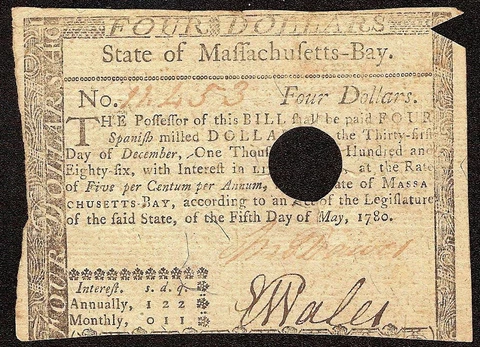 FOUR DOLLARS
State of Maſſachuſetts-Bay.
No. 11453 Four Dollars.
THE Poſſeſſor of this BILL ſhall be paid FOUR
Spaniſh milled DOLLA the Thirty-firſt
Day of December, One Thouſ Hundred and
Eighty-ſix, with Intereſt in at the Rate
of Five per Centum per Annum, ate of MASSA
CHUSETTS-BAY, according to an of the Legiſlature
of the ſaid State, of the Fifth Day of May, 1780.
Intereſt. s. d. q.
Annually, 1 2 2
Monthly, 0 1 1
Wales
FOUR DOLLARS